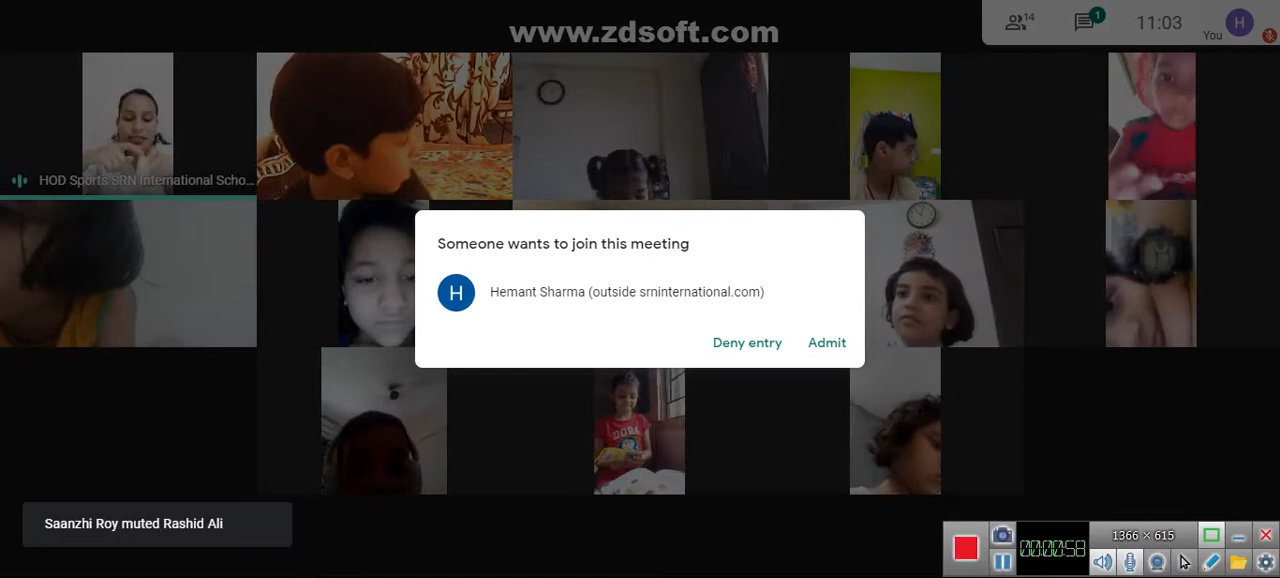 www.zdsoft.com
14
1
11:03
H
You
HOD Sports SRN International Scho...
Someone wants to join this meeting
H
Hemant Sharma (outside srninternational.com)
Deny entry
Admit
DORA
Saanzhi Roy muted Rashid Ali
00:00:58
1366 × 615